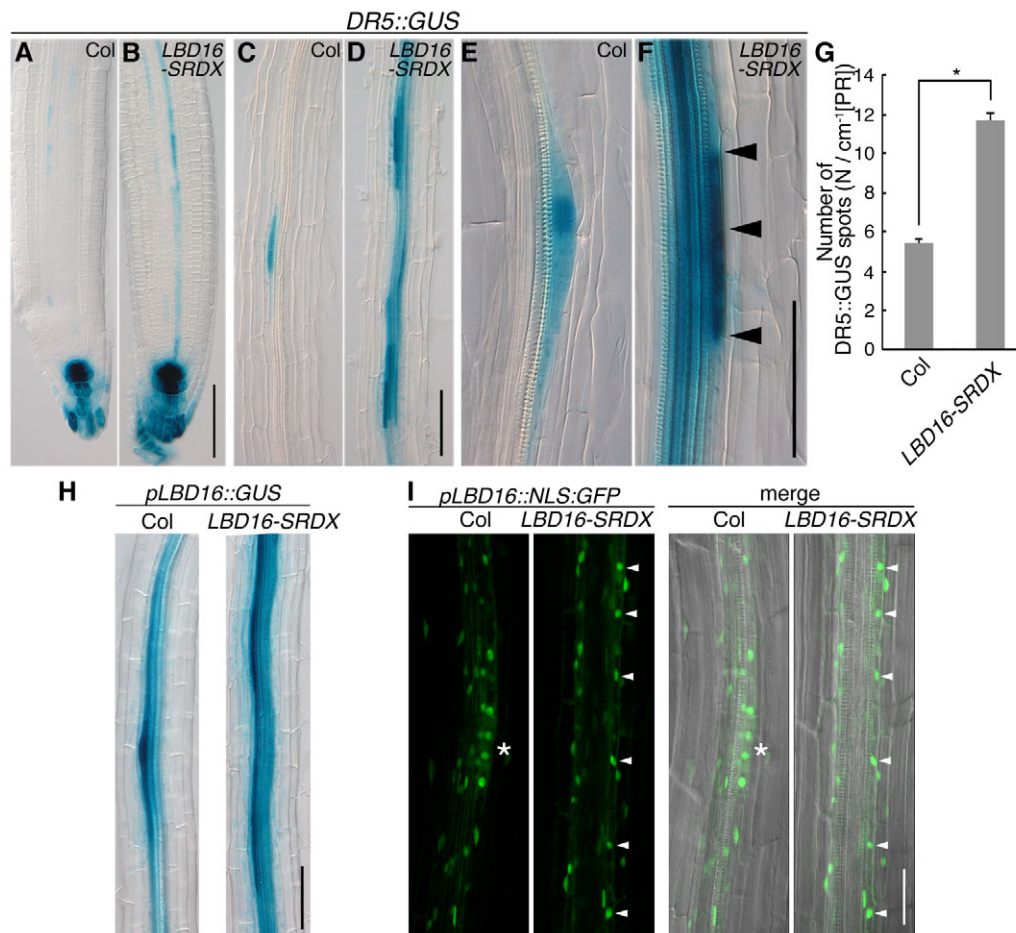 DR5::GUS
A Col
B LBD16
-SRDX
C Col
D LBD16
-SRDX
E Col
F LBD16
-SRDX
G
Number of
DR5::GUS spots (N / cm-1[PR])
14
12
10
8
6
4
2
0
*
Col
LBD16-SRDX
H pLBD16::GUS
Col LBD16-SRDX
I pLBD16::NLS:GFP merge
Col LBD16-SRDX Col LBD16-SRDX
* *